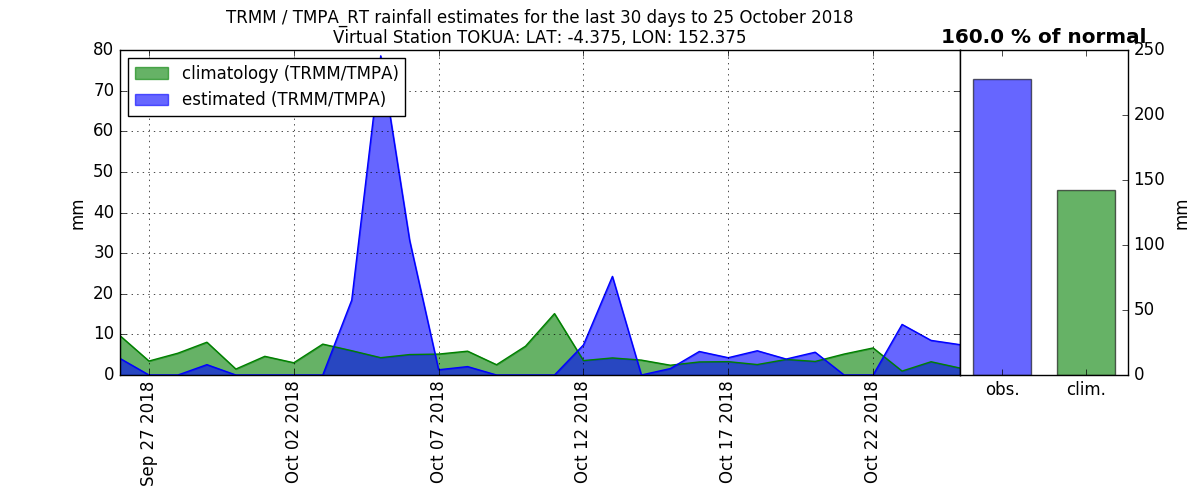 TRMM / TMPA_RT rainfall estimates for the last 30 days to 25 October 2018
Virtual Station TOKUA: LAT: -4.375, LON: 152.375
160.0 % of normal
climatology (TRMM/TMPA)
estimated (TRMM/TMPA)
mm
80
70
60
50
40
30
20
10
0
Sep 27 2018
Oct 02 2018
Oct 07 2018
Oct 12 2018
Oct 17 2018
Oct 22 2018
obs.
clim.
250
200
150
100
50
0
mm